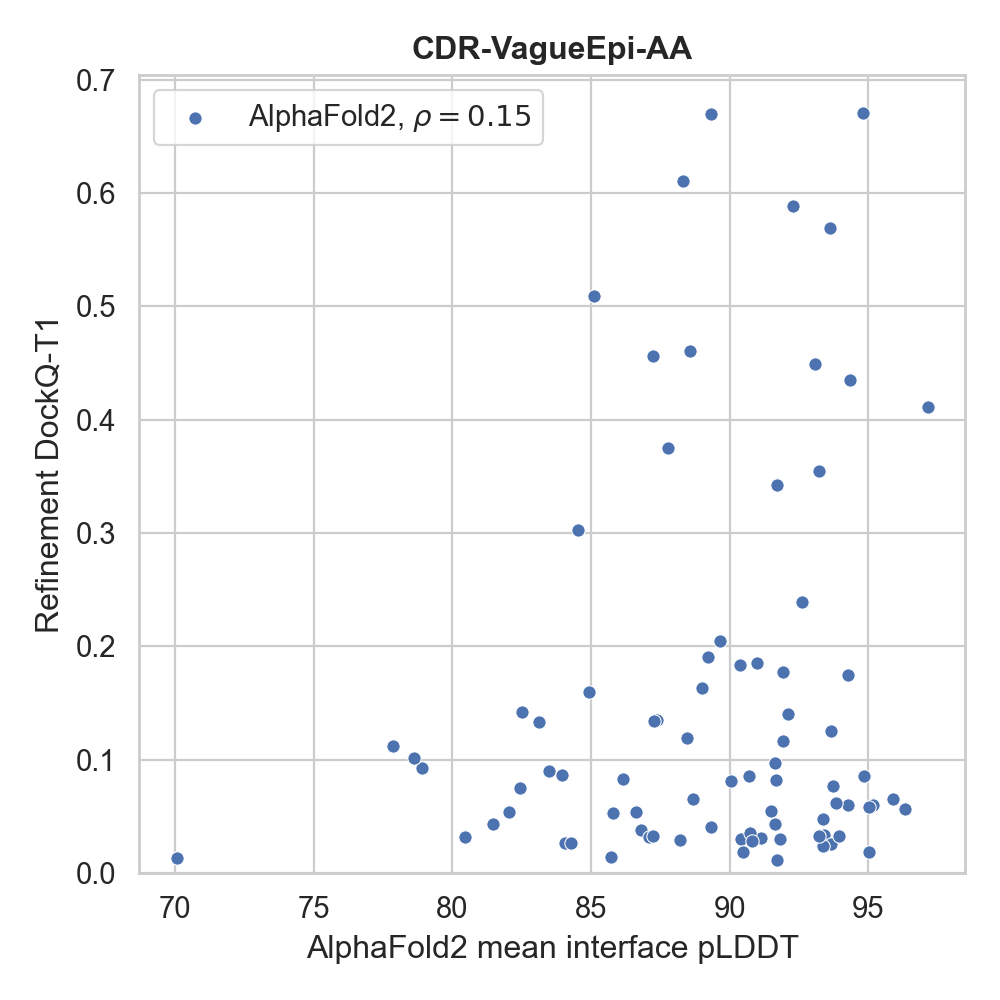 CDR-VagueEpi-AA
AlphaFold2, ρ = 0.15
Refinement DockQ-T1
0.7
0.6
0.5
0.4
0.3
0.2
0.1
0.0
70 75 80 85 90 95
AlphaFold2 mean interface pLDDT